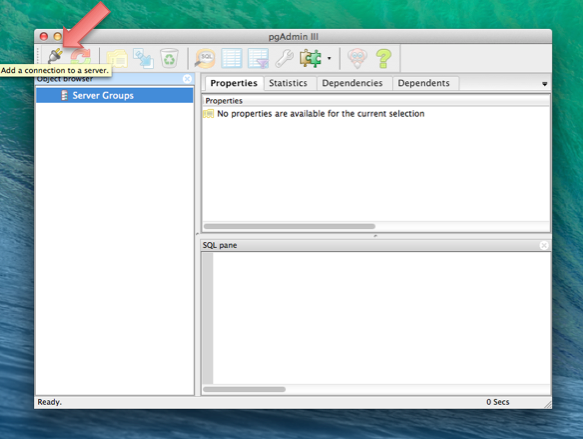 pgAdmin III
SQL
Add a connection to a server.
Object browser
Server Groups
Properties Statistics Dependencies Dependents
Properties
No properties are available for the current selection
SQL pane
Ready. 0 Secs